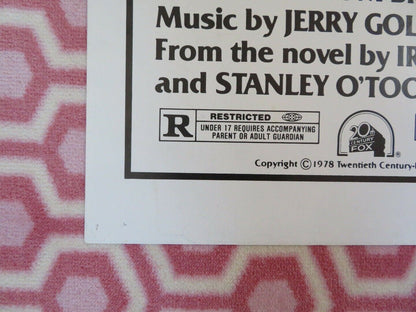 Music by JERRY GOL
From the novel by IR
and STANLEY O'TOO
R RESTRICTED
UNDER 17 REQUIRES ACCOMPANYING
PARENT OR ADULT GUARDIAN
20th
CENTURY
FOX
Copyright ©1978 Twentieth Century-